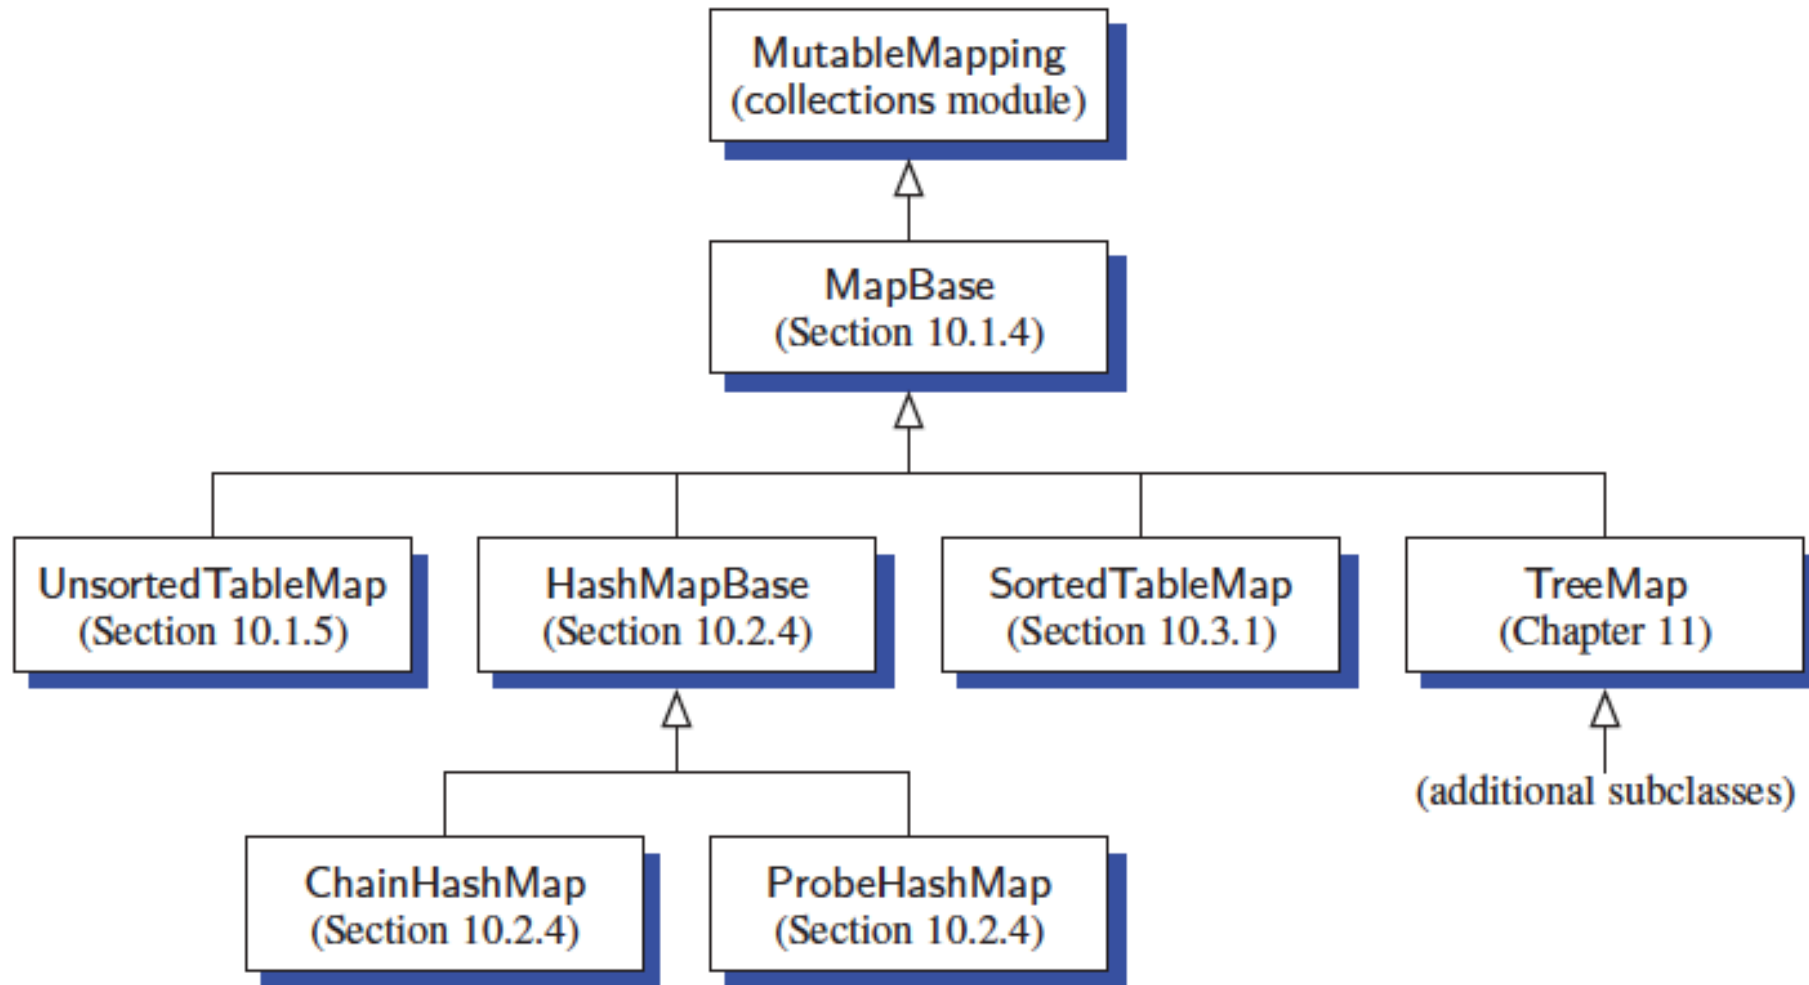 MutableMapping
(collections module)
MapBase
(Section 10.1.4)
UnsortedTableMap
(Section 10.1.5)
HashMapBase
(Section 10.2.4)
SortedTableMap
(Section 10.3.1)
TreeMap
(Chapter 11)
(additional subclasses)
ChainHashMap
(Section 10.2.4)
ProbeHashMap
(Section 10.2.4)